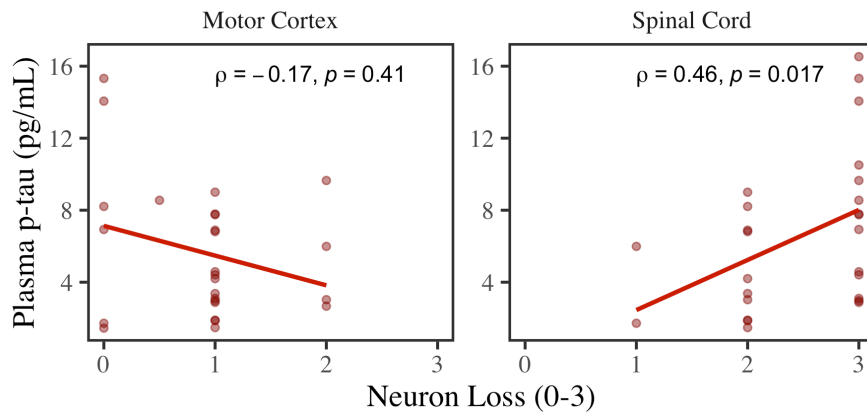 Motor Cortex
Spinal Cord
ρ = −0.17, p = 0.41
ρ = 0.46, p = 0.017
Plasma p-tau (pg/mL)
16
12
8
4
0 1 2 3
16
12
8
4
0 1 2 3
Neuron Loss (0-3)